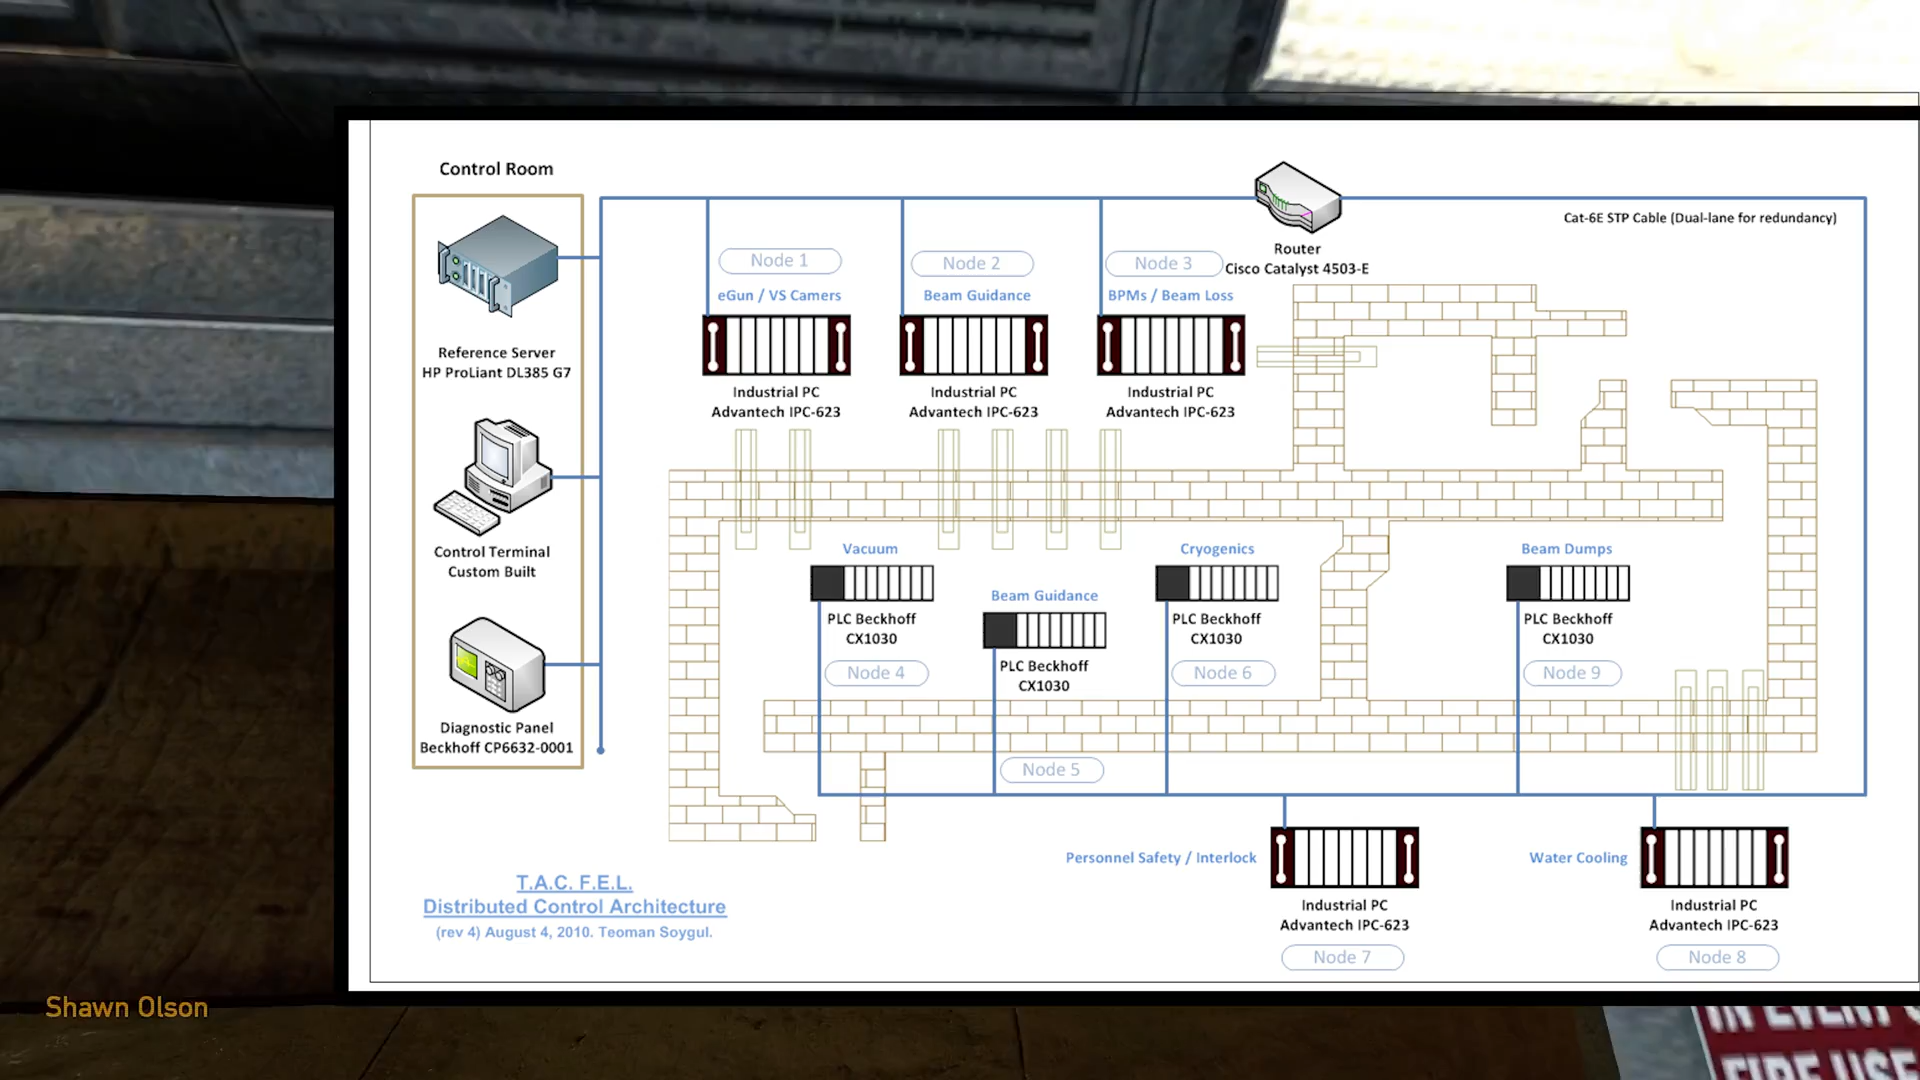 Control Room
Reference Server
HP ProLiant DL385 G7
Control Terminal
Custom Built
Diagnostic Panel
Beckhoff CP6632-0001
Router
Cisco Catalyst 4503-E
Cat-6E STP Cable (Dual-lane for redundancy)
Node 1
eGun / VS Camers
Industrial PC
Advantech IPC-623
Node 2
Beam Guidance
Industrial PC
Advantech IPC-623
Node 3
BPMs / Beam Loss
Industrial PC
Advantech IPC-623
Vacuum
PLC Beckhoff
CX1030
Node 4
Beam Guidance
PLC Beckhoff
CX1030
Node 5
Cryogenics
PLC Beckhoff
CX1030
Node 6
Beam Dumps
PLC Beckhoff
CX1030
Node 9
Personnel Safety / Interlock
Industrial PC
Advantech IPC-623
Node 7
Water Cooling
Industrial PC
Advantech IPC-623
Node 8
T.A.C. F.E.L.
Distributed Control Architecture
(rev 4) August 4, 2010. Teoman Soygul.
Shawn Olson
IN EVENT
FIRE USE